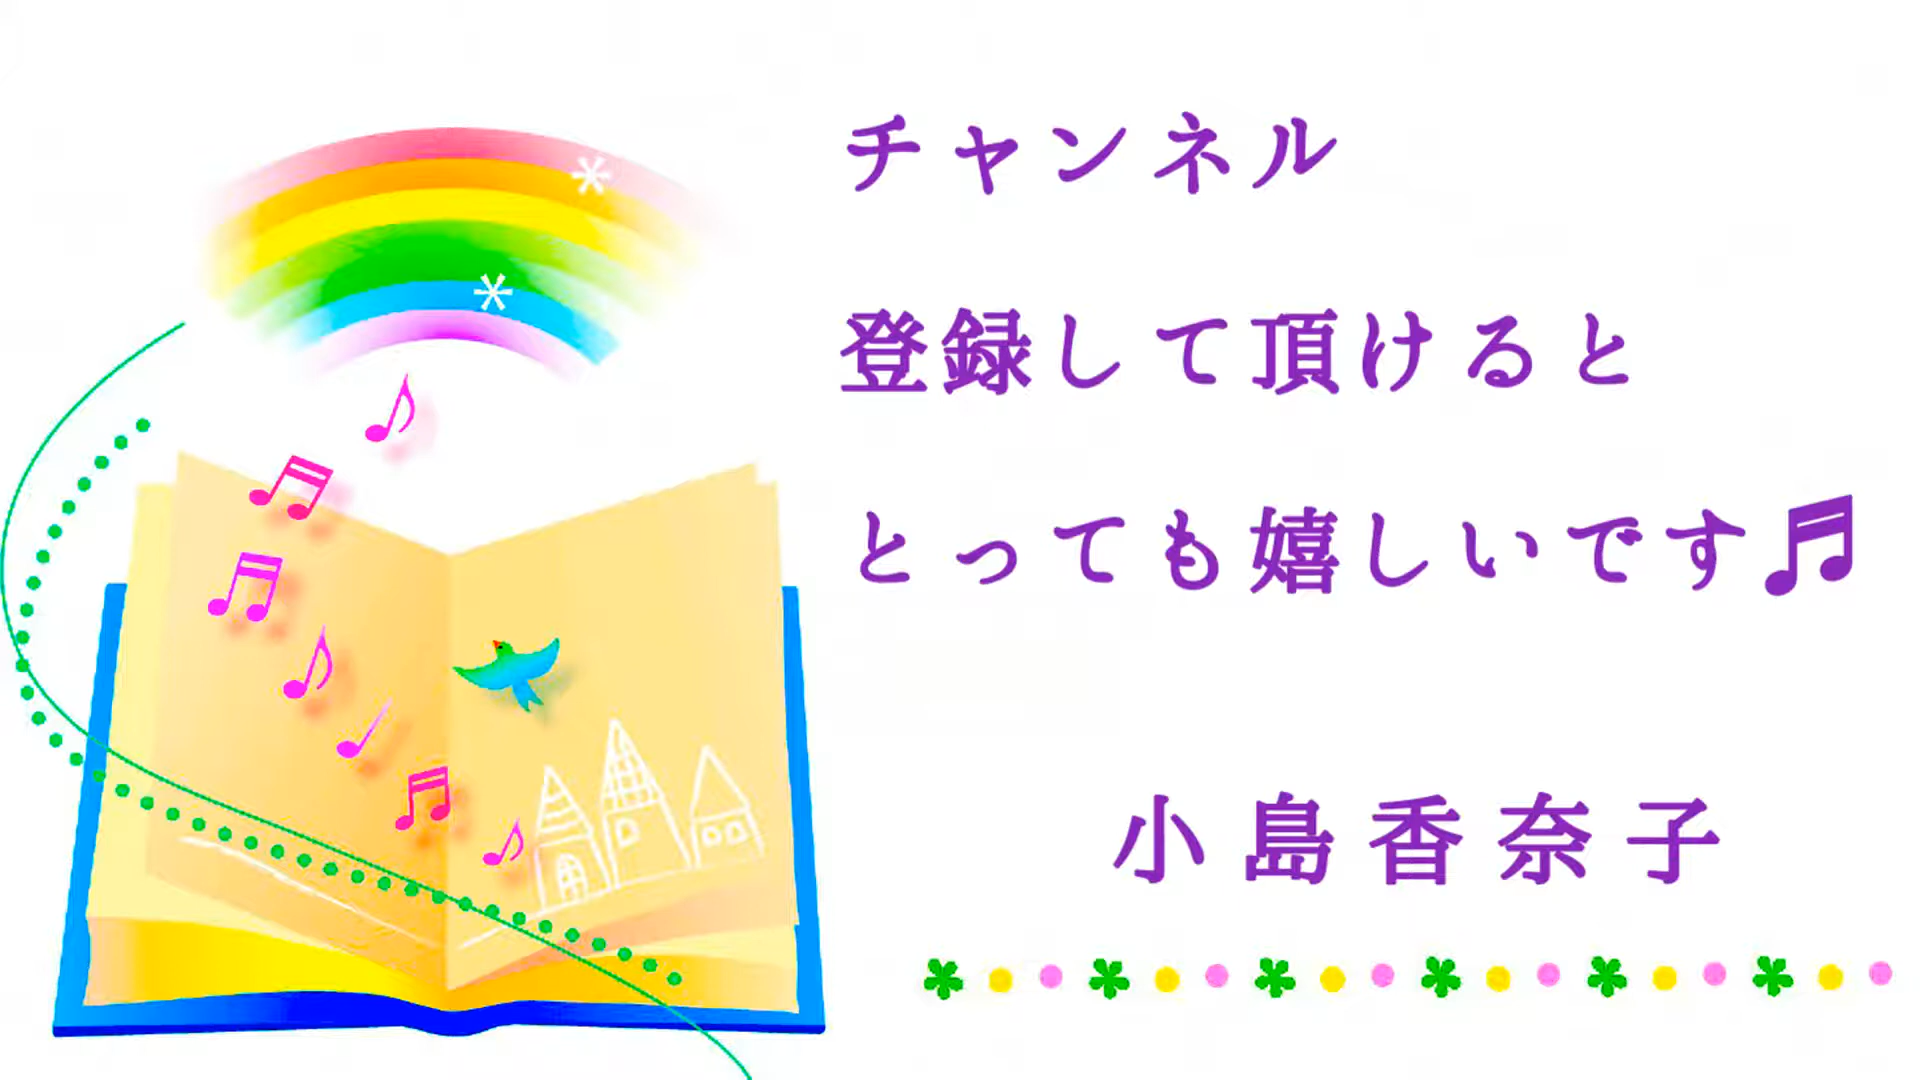 チャンネル
登録して頂けると
とっても嬉しいです♬
小島香奈子